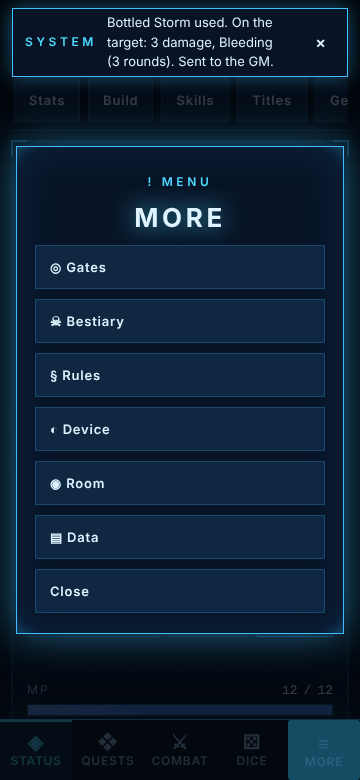 SYSTEM
Bottled Storm used. On the
target: 3 damage, Bleeding
(3 rounds). Sent to the GM.
×
Stats
Build
Skills
Titles
Ge
! MENU
MORE
◎ Gates
☠ Bestiary
§ Rules
◖ Device
◉ Room
▤ Data
Close
MP
12 / 12
◈ STATUS
❖ QUESTS
⚔ COMBAT
⚄ DICE
≡ MORE